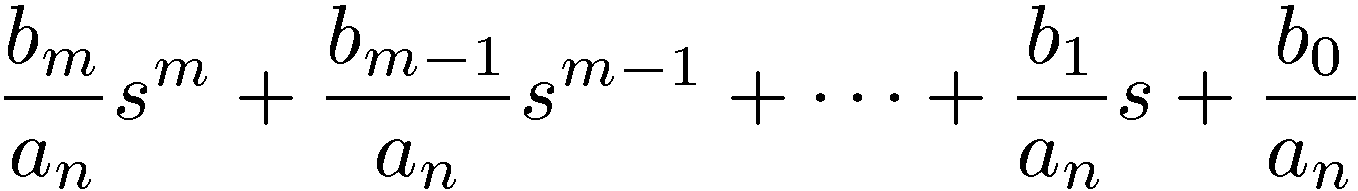 \frac{b_m}{a_n}s^m + \frac{b_{m-1}}{a_n}s^{m-1} + \cdots + \frac{b_1}{a_n}s + \frac{b_0}{a_n}